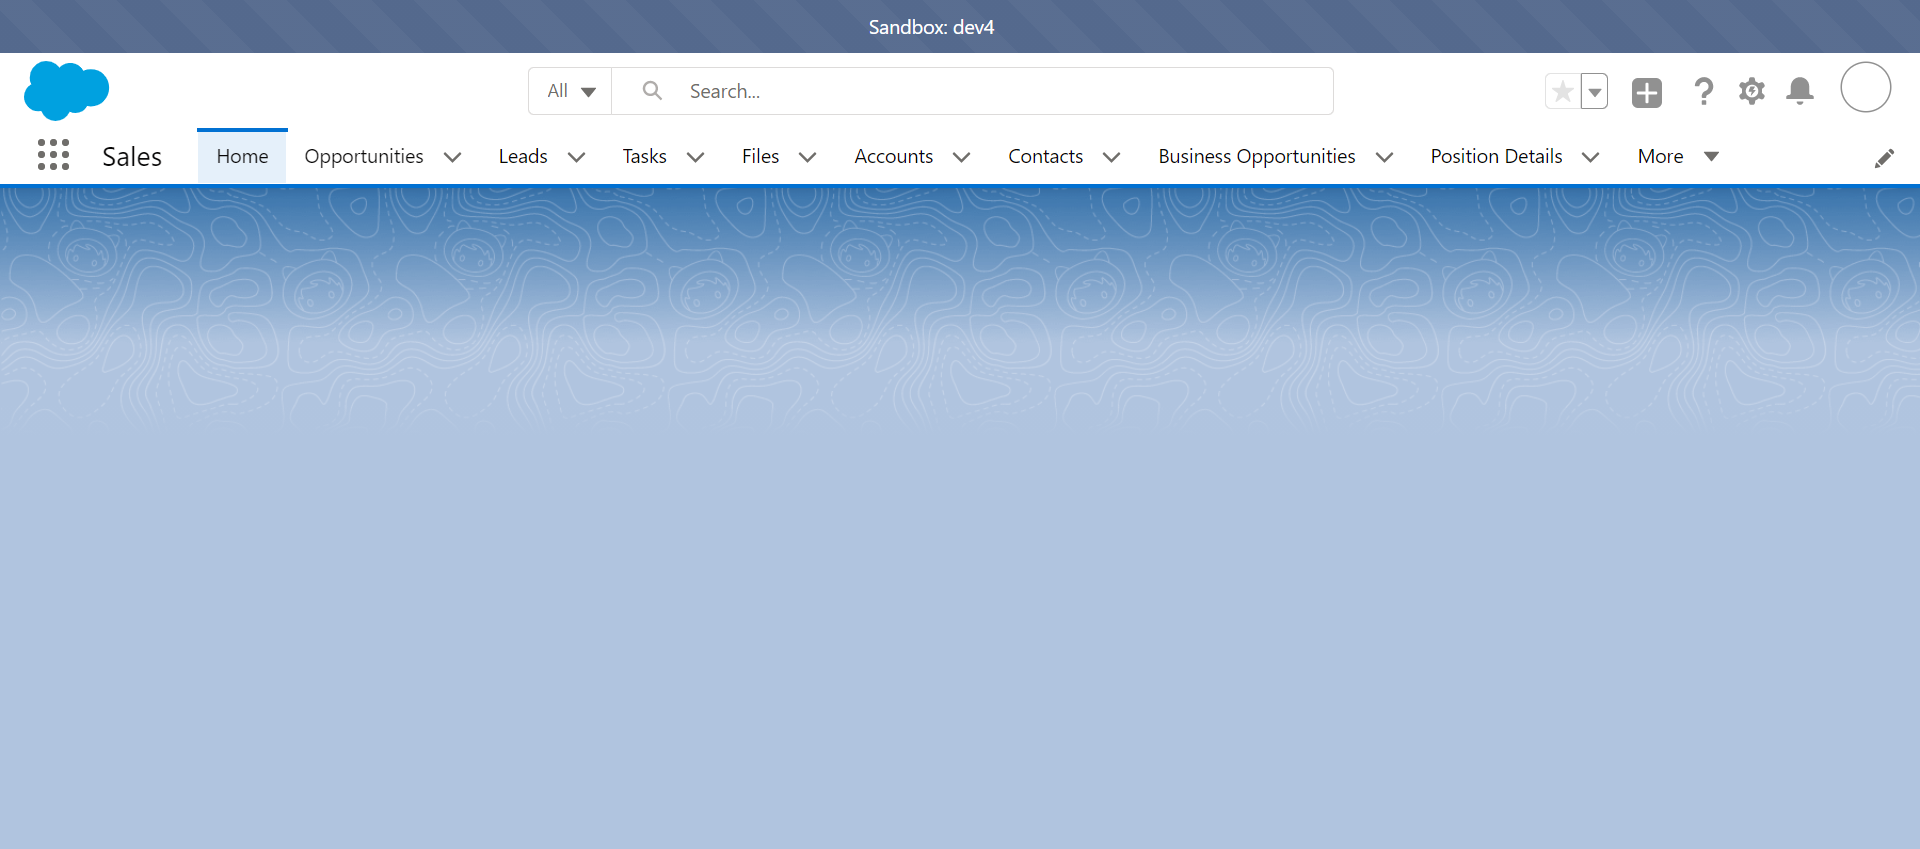 Sandbox: dev4
All Search...
Sales Home Opportunities Leads Tasks Files Accounts Contacts Business Opportunities Position Details More